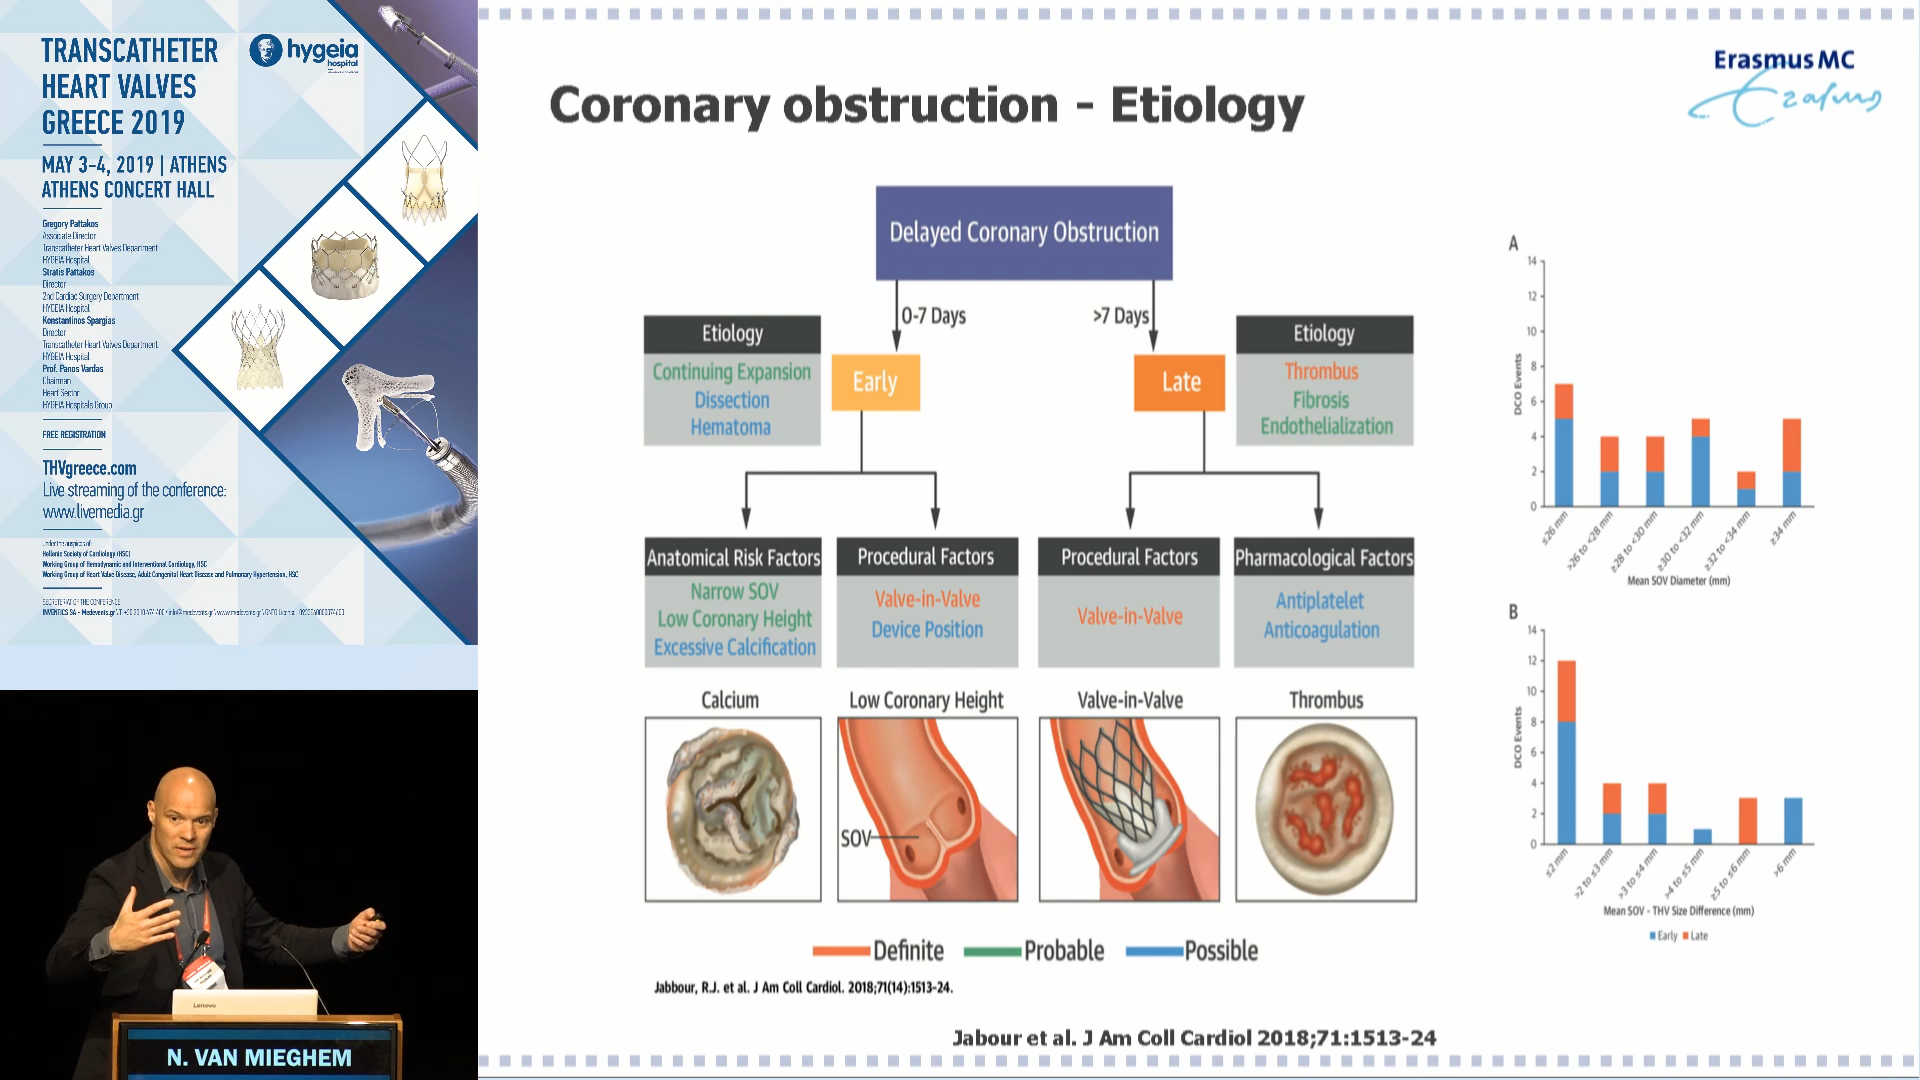 TRANSCATHETER
HEART VALVES
GREECE 2019
hygeia
hospital
MAY 3-4, 2019 | ATHENS
ATHENS CONCERT HALL
Gregory Pattakos
Associate Director
Transcatheter Heart Valves Department
HYGEIA Hospital
Stratis Pattakos
Director
2nd Cardiac Surgery Department
HYGEIA Hospital
Konstantinos Spargias
Director
Transcatheter Heart Valves Department
HYGEIA Hospital
Prof. Panos Vardas
Chairman
Heart Sector
HYGEIA Hospitals Group
FREE REGISTRATION
THVgreece.com
Live streaming of the conference:
www.livemedia.gr
Under the auspices of:
Hellenic Society of Cardiology (HSC)
Working Group of Hemodynamic and Interventional Cardiology, HSC
Working Group of Heart Valve Disease, Adult Congenital Heart Disease and Pulmonary Hypertension, HSC
SECRETERIAT OF THE CONFERENCE
INVENTICS SA - Medevents.gr
Lenovo
N. VAN MIEGHEM
Erasmus MC
Erasmus
Coronary obstruction - Etiology
Delayed Coronary Obstruction
0-7 Days
>7 Days
Etiology
Continuing Expansion
Dissection
Hematoma
Early
Late
Etiology
Thrombus
Fibrosis
Endothelialization
Anatomical Risk Factors
Narrow SOV
Low Coronary Height
Excessive Calcification
Procedural Factors
Valve-in-Valve
Device Position
Procedural Factors
Valve-in-Valve
Pharmacological Factors
Antiplatelet
Anticoagulation
Calcium
Low Coronary Height
Valve-in-Valve
Thrombus
SOV
Definite
Probable
Possible
Jabbour, R.J. et al. J Am Coll Cardiol. 2018;71(14):1513-24.
Jabour et al. J Am Coll Cardiol 2018;71:1513-24
A
14
12
10
8
6
4
2
0
DCO Events
≤26 mm
>26 to <28 mm
≥28 to <30 mm
≥30 to <32 mm
≥32 to <34 mm
≥34 mm
Mean SOV Diameter (mm)
B
14
12
10
8
6
4
2
0
DCO Events
≤2 mm
>2 to ≤3 mm
>3 to ≤4 mm
>4 to ≤5 mm
≥5 to ≤6 mm
>6 mm
Mean SOV - THV Size Difference (mm)
Early
Late